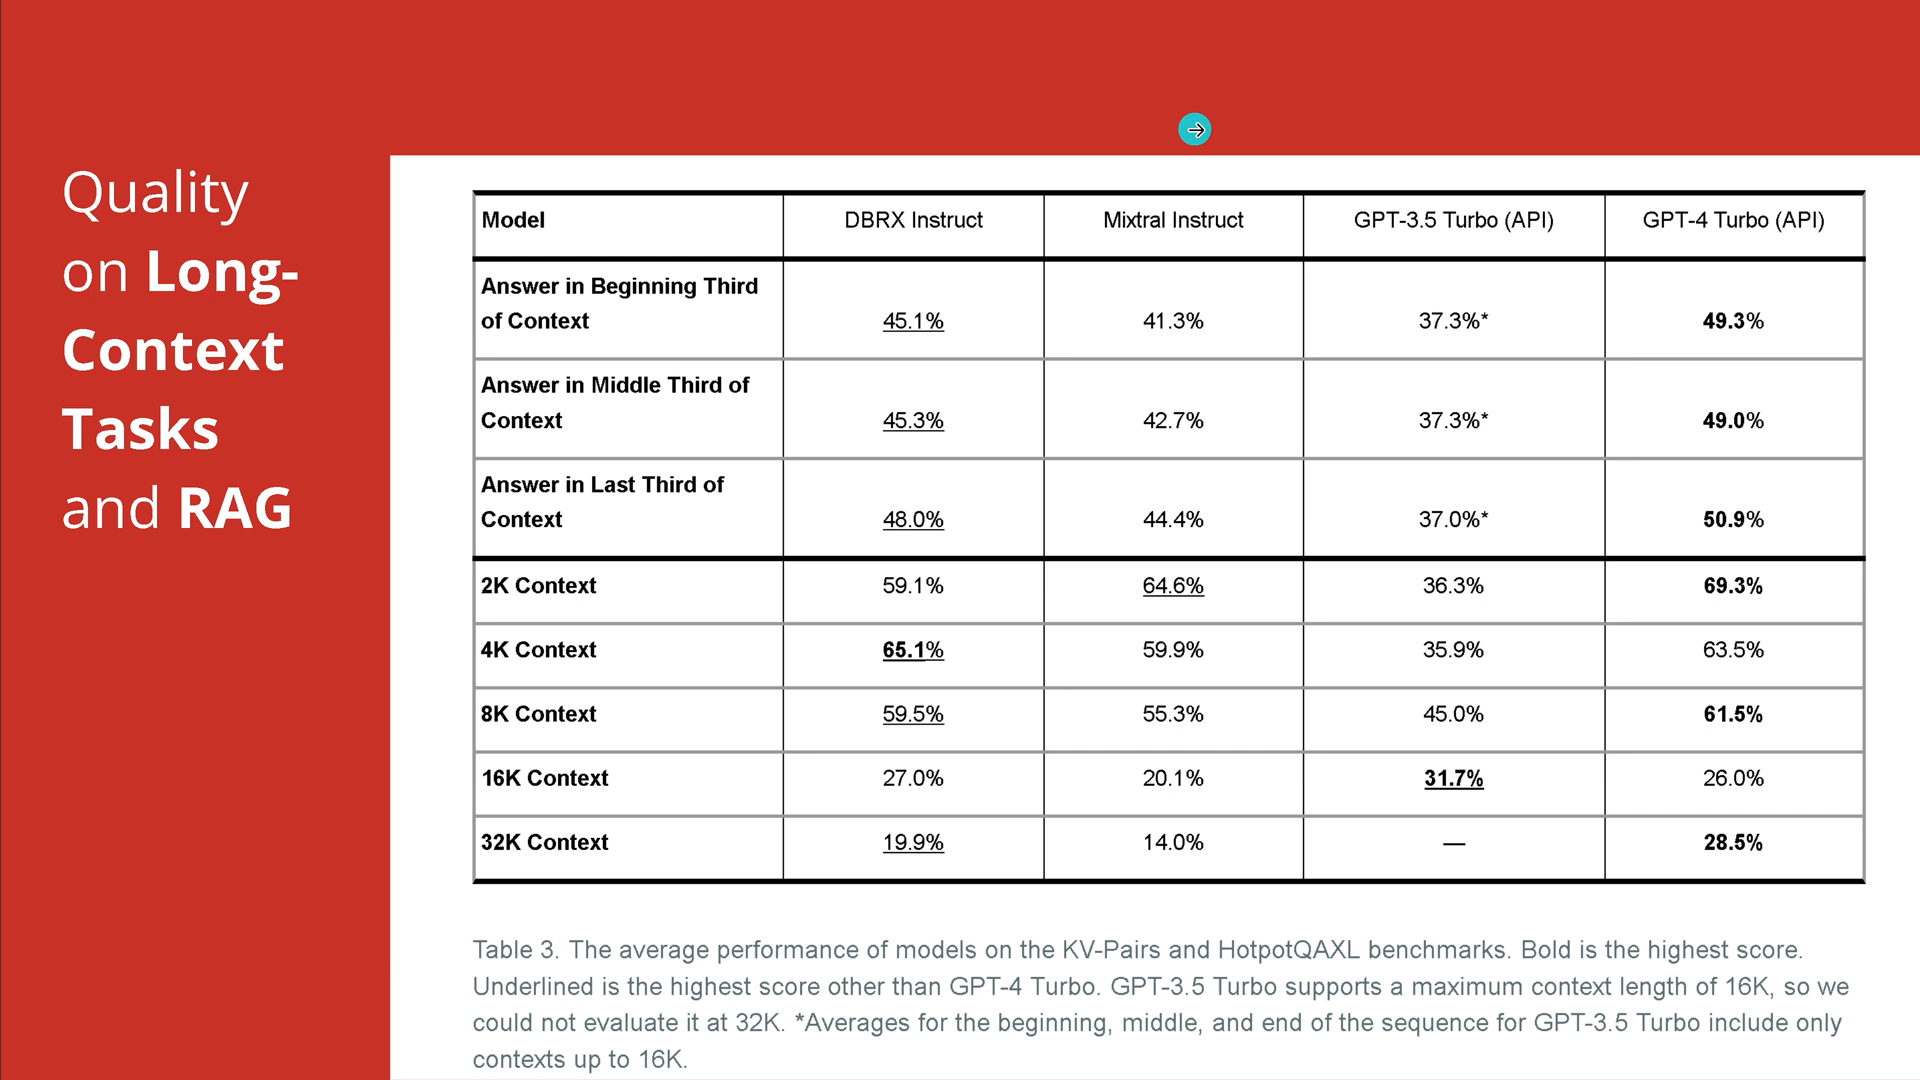 Quality
on Long-
Context
Tasks
and RAG
Model DBRX Instruct Mixtral Instruct GPT-3.5 Turbo (API) GPT-4 Turbo (API)
Answer in Beginning Third
of Context 45.1% 41.3% 37.3%* 49.3%
Answer in Middle Third of
Context 45.3% 42.7% 37.3%* 49.0%
Answer in Last Third of
Context 48.0% 44.4% 37.0%* 50.9%
2K Context 59.1% 64.6% 36.3% 69.3%
4K Context 65.1% 59.9% 35.9% 63.5%
8K Context 59.5% 55.3% 45.0% 61.5%
16K Context 27.0% 20.1% 31.7% 26.0%
32K Context 19.9% 14.0% — 28.5%
Table 3. The average performance of models on the KV-Pairs and HotpotQAXL benchmarks. Bold is the highest score.
Underlined is the highest score other than GPT-4 Turbo. GPT-3.5 Turbo supports a maximum context length of 16K, so we
could not evaluate it at 32K. *Averages for the beginning, middle, and end of the sequence for GPT-3.5 Turbo include only
contexts up to 16K.